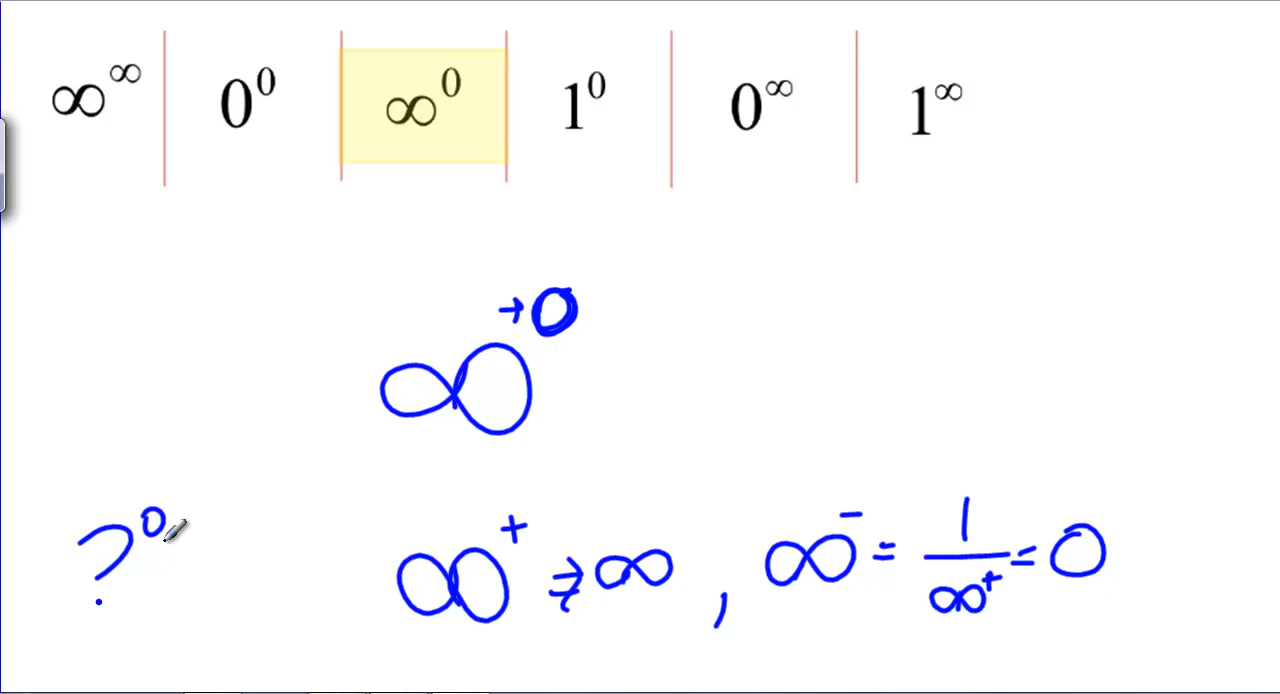 ∞^∞ | 0^0 | ∞^0 | 1^0 | 0^∞ | 1^∞
∞^→0
?^0 ∞^+ → ∞ , ∞^- = 1/∞^+ = 0